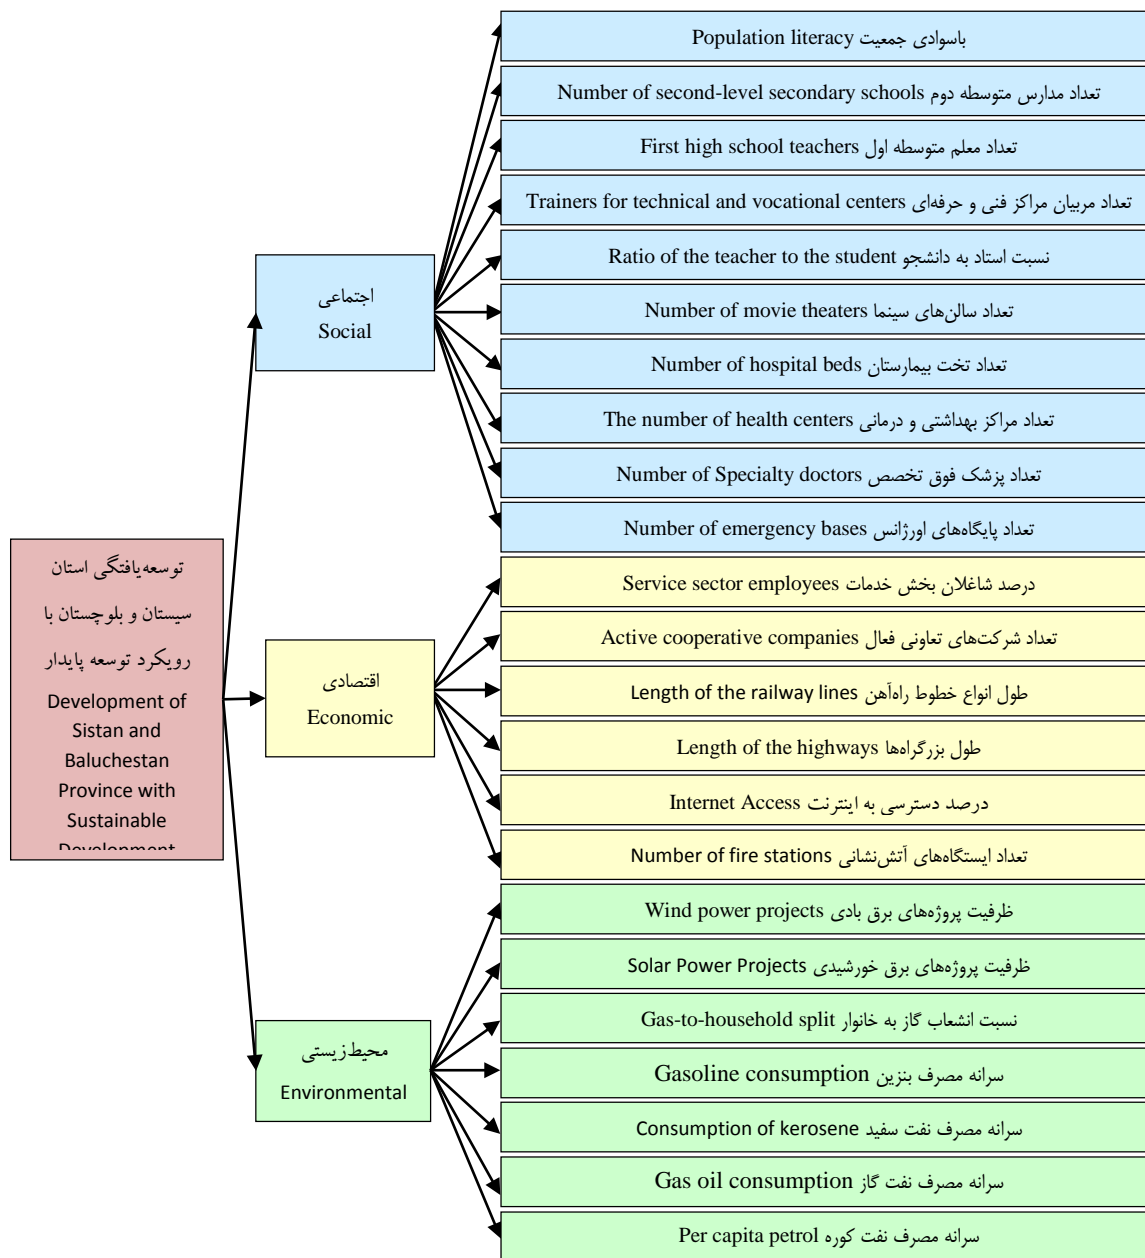 باسوادی جمعیت Population literacy
تعداد مدارس متوسطه دوم Number of second-level secondary schools
تعداد معلم متوسطه اول First high school teachers
تعداد مربیان مراکز فنی و حرفه‌ای Trainers for technical and vocational centers
نسبت استاد به دانشجو Ratio of the teacher to the student
تعداد سالن‌های سینما Number of movie theaters
تعداد تخت بیمارستان Number of hospital beds
تعداد مراکز بهداشتی و درمانی The number of health centers
تعداد پزشک فوق تخصص Number of Specialty doctors
تعداد پایگاه‌های اورژانس Number of emergency bases
اجتماعی
Social
توسعه‌یافتگی استان
سیستان و بلوچستان با
رویکرد توسعه پایدار
Development of
Sistan and
Baluchestan
Province with
Sustainable
Development
درصد شاغلان بخش خدمات Service sector employees
تعداد شرکت‌های تعاونی فعال Active cooperative companies
طول انواع خطوط راه‌آهن Length of the railway lines
طول بزرگراه‌ها Length of the highways
درصد دسترسی به اینترنت Internet Access
تعداد ایستگاه‌های آتش‌نشانی Number of fire stations
اقتصادی
Economic
ظرفیت پروژه‌های برق بادی Wind power projects
ظرفیت پروژه‌های برق خورشیدی Solar Power Projects
نسبت انشعاب گاز به خانوار Gas-to-household split
سرانه مصرف بنزین Gasoline consumption
سرانه مصرف نفت سفید Consumption of kerosene
سرانه مصرف نفت گاز Gas oil consumption
سرانه مصرف نفت کوره Per capita petrol
محیط‌زیستی
Environmental